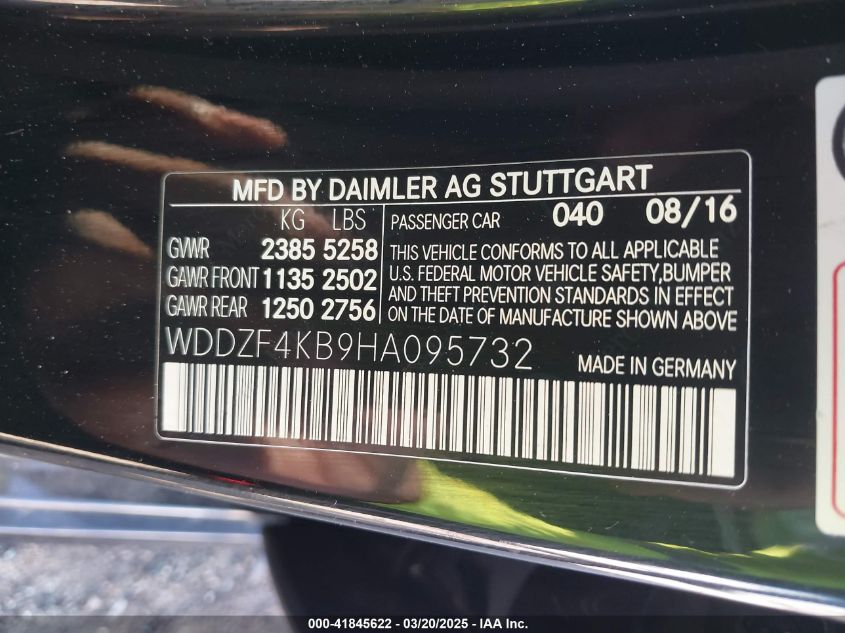 MFD BY DAIMLER AG STUTTGART
KG LBS
GVWR 2385 5258
GAWR FRONT 1135 2502
GAWR REAR 1250 2756
PASSENGER CAR 040 08/16
THIS VEHICLE CONFORMS TO ALL APPLICABLE
U.S. FEDERAL MOTOR VEHICLE SAFETY,BUMPER
AND THEFT PREVENTION STANDARDS IN EFFECT
ON THE DATE OF MANUFACTURE SHOWN ABOVE
WDDZF4KB9HA095732
MADE IN GERMANY
000-41845622 / 03/20/2025 - IAA Inc.